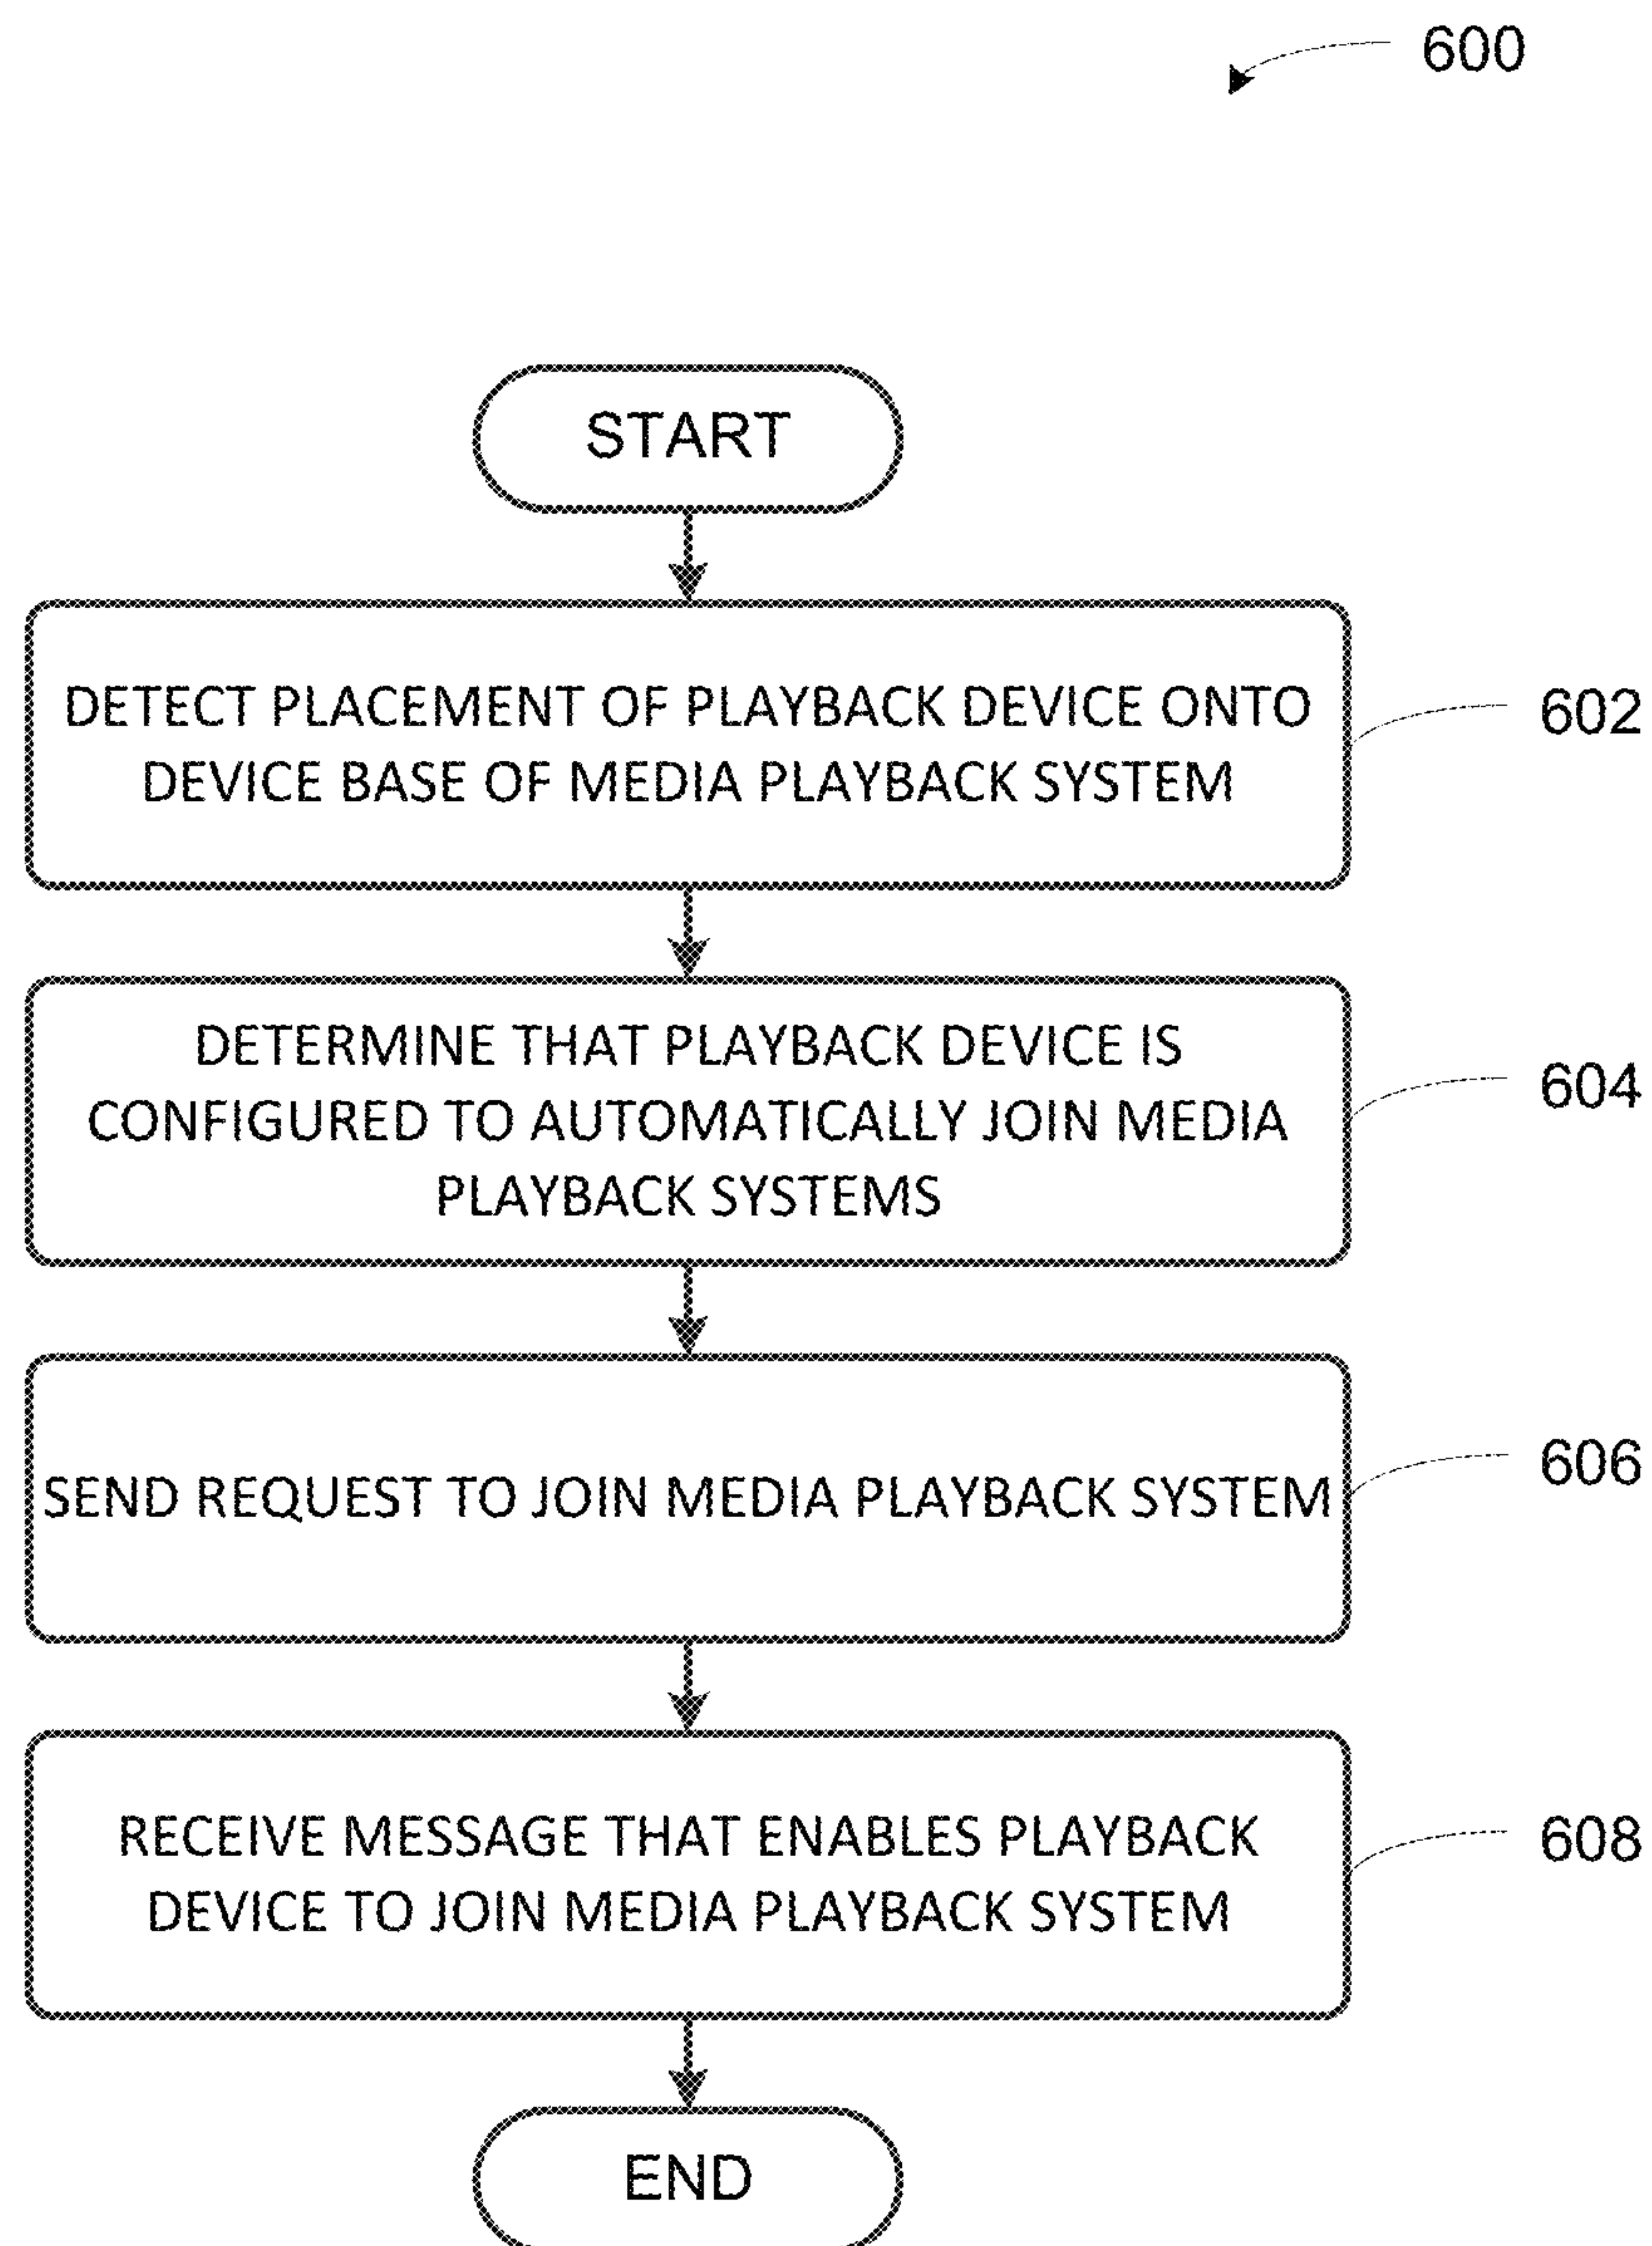 600
START
DETECT PLACEMENT OF PLAYBACK DEVICE ONTO
DEVICE BASE OF MEDIA PLAYBACK SYSTEM
602
DETERMINE THAT PLAYBACK DEVICE IS
CONFIGURED TO AUTOMATICALLY JOIN MEDIA
PLAYBACK SYSTEMS
604
SEND REQUEST TO JOIN MEDIA PLAYBACK SYSTEM
606
RECEIVE MESSAGE THAT ENABLES PLAYBACK
DEVICE TO JOIN MEDIA PLAYBACK SYSTEM
608
END